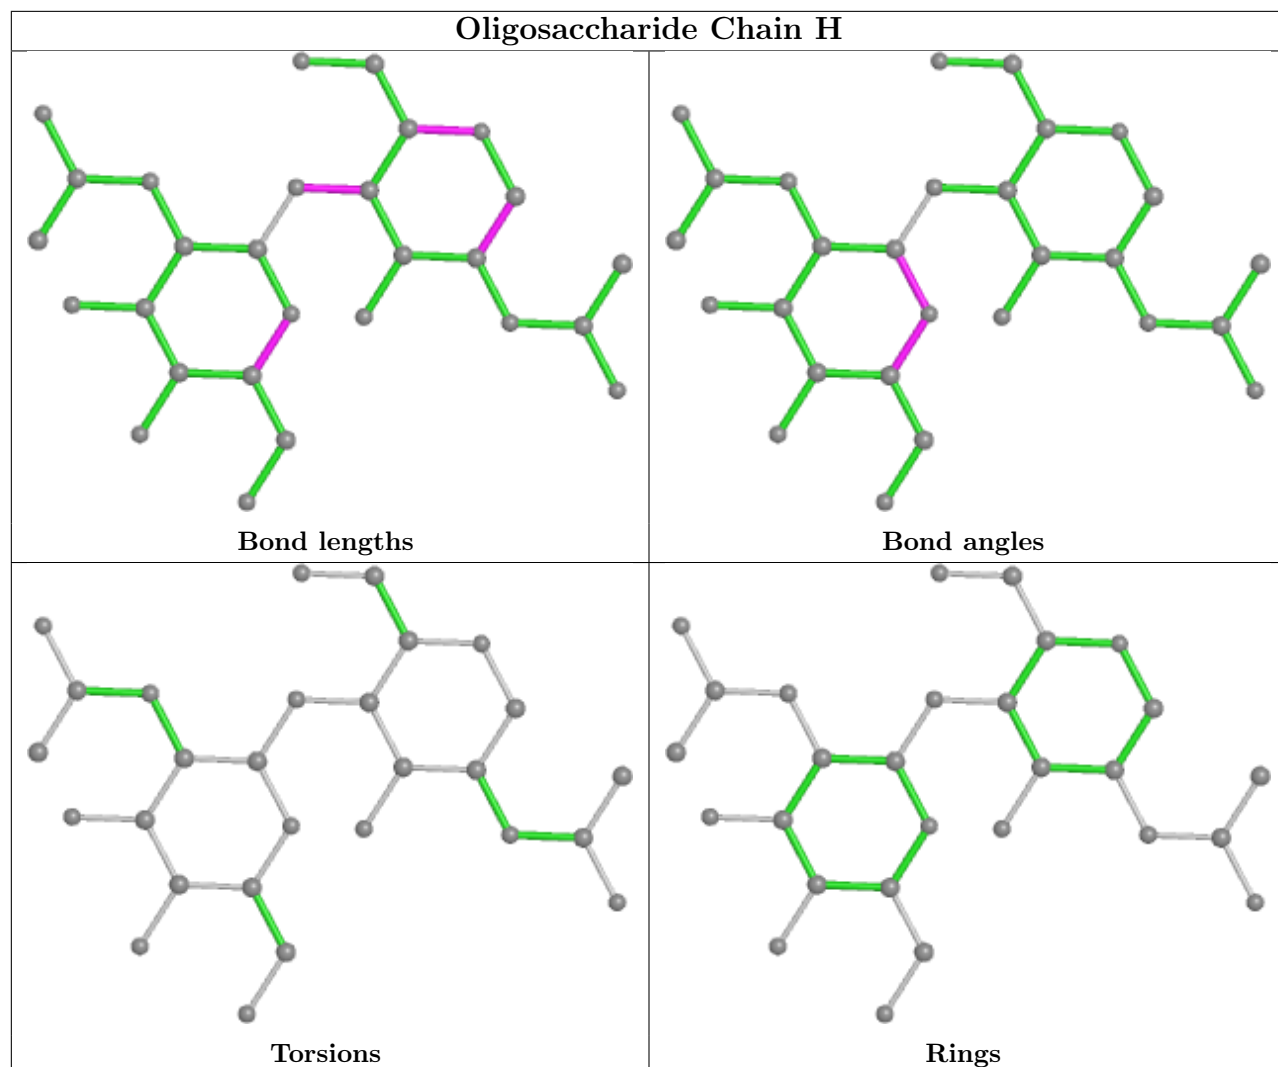 Oligosaccharide Chain H
Bond lengths
Bond angles
Torsions
Rings